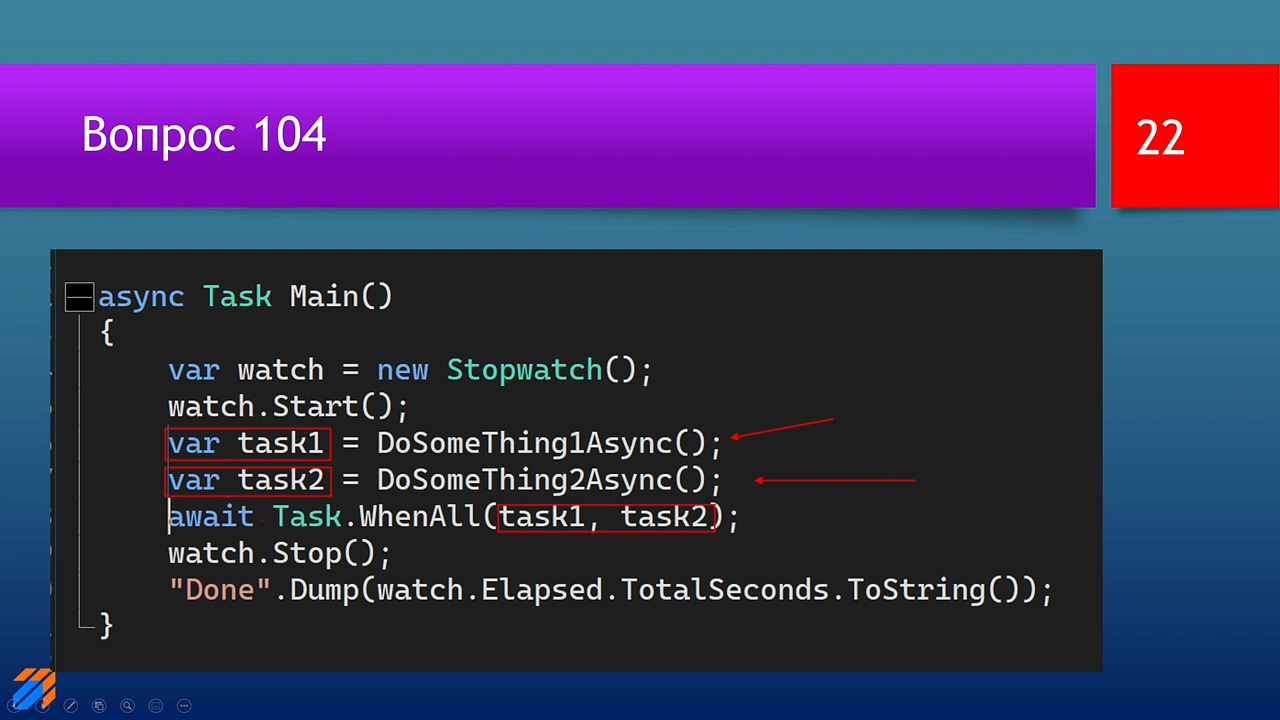 Вопрос 104
22
async Task Main()
{
var watch = new Stopwatch();
watch.Start();
var task1 = DoSomeThing1Async();
var task2 = DoSomeThing2Async();
await Task.WhenAll(task1, task2);
watch.Stop();
"Done".Dump(watch.Elapsed.TotalSeconds.ToString());
}